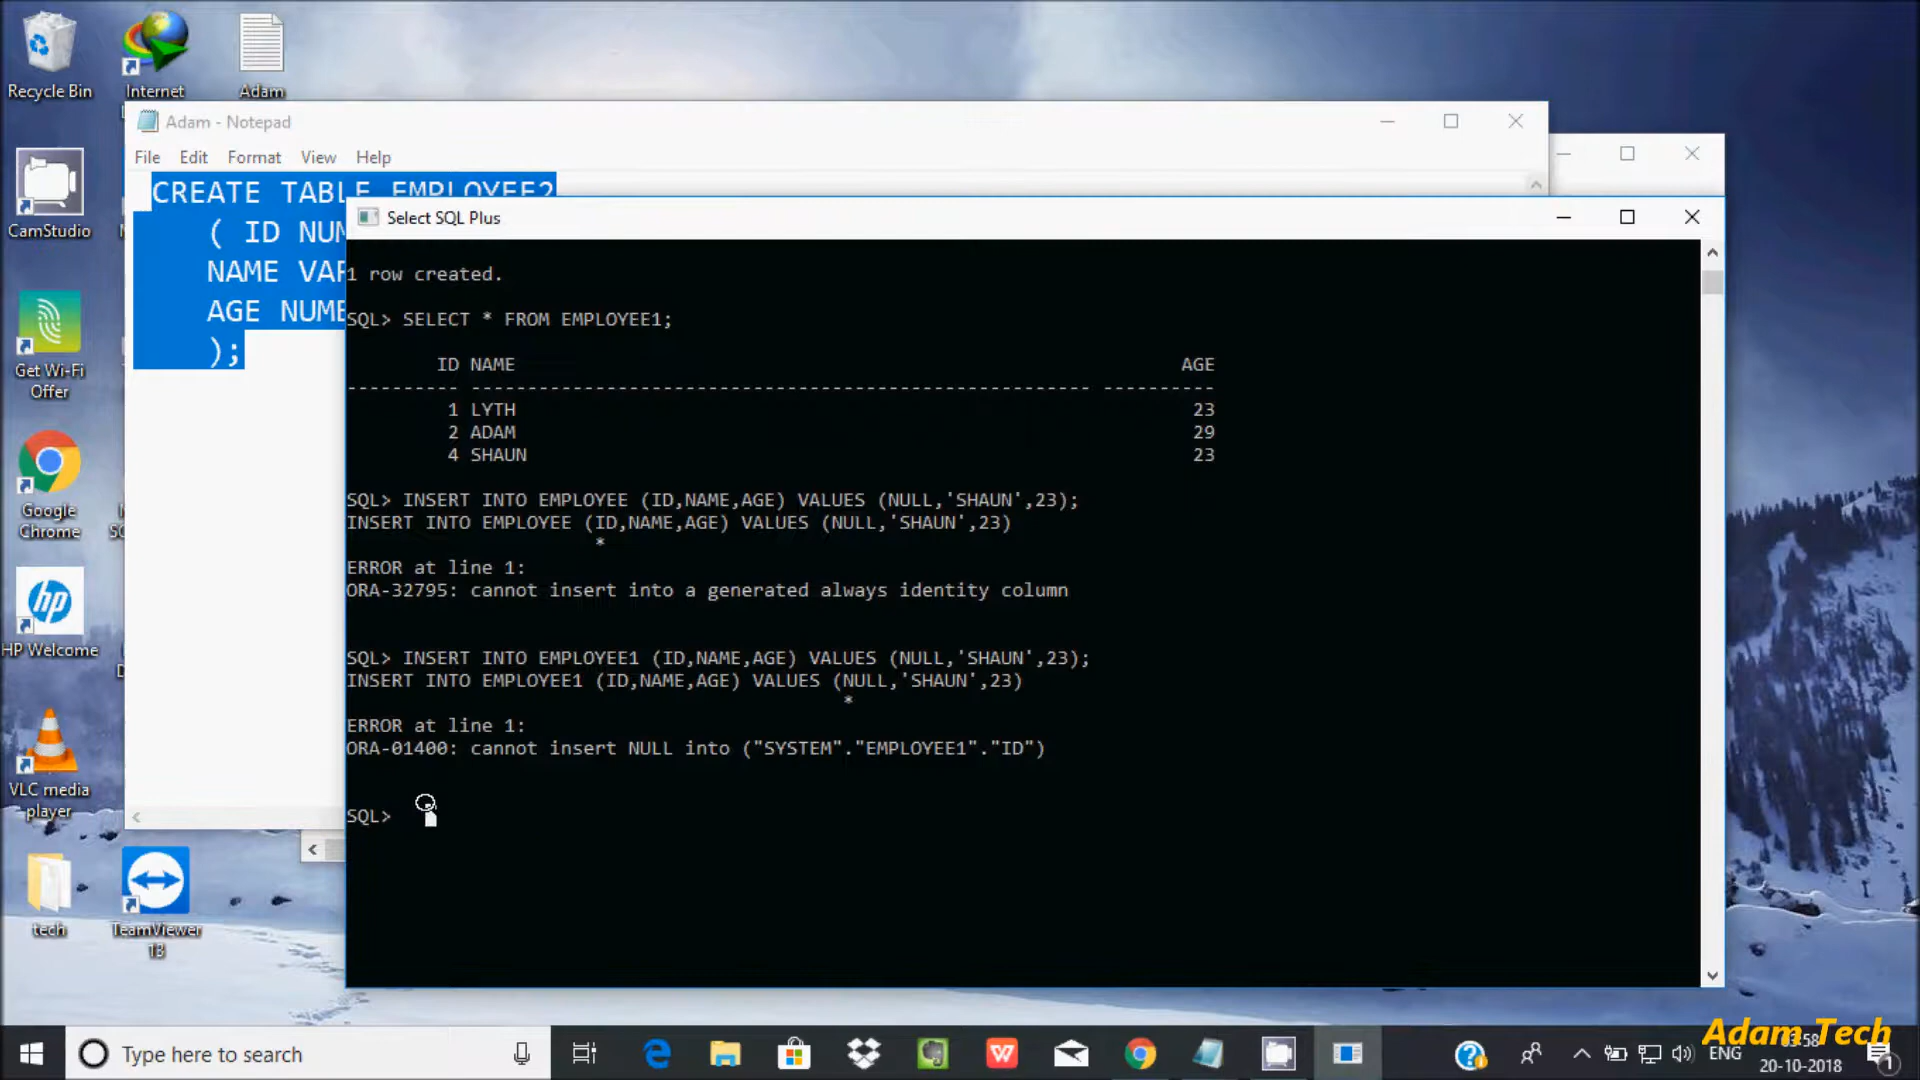 Recycle Bin
Internet
Adam
Adam - Notepad
File Edit Format View Help
CREATE TABLE EMPLOYEE2
( ID NUM
NAME VAR
AGE NUMB
);
Select SQL Plus
1 row created.
SQL> SELECT * FROM EMPLOYEE1;
ID NAME AGE
---------- ------------------------------------------------------- ----------
1 LYTH 23
2 ADAM 29
4 SHAUN 23
SQL> INSERT INTO EMPLOYEE (ID,NAME,AGE) VALUES (NULL,'SHAUN',23);
INSERT INTO EMPLOYEE (ID,NAME,AGE) VALUES (NULL,'SHAUN',23)
*
ERROR at line 1:
ORA-32795: cannot insert into a generated always identity column
SQL> INSERT INTO EMPLOYEE1 (ID,NAME,AGE) VALUES (NULL,'SHAUN',23);
INSERT INTO EMPLOYEE1 (ID,NAME,AGE) VALUES (NULL,'SHAUN',23)
*
ERROR at line 1:
ORA-01400: cannot insert NULL into ("SYSTEM"."EMPLOYEE1"."ID")
SQL>
CamStudio
Get Wi-Fi
Offer
Google
Chrome
hp
HP Welcome
VLC media
player
tech
TeamViewer
13
Type here to search
ENG
03:58
20-10-2018
1
Adam Tech